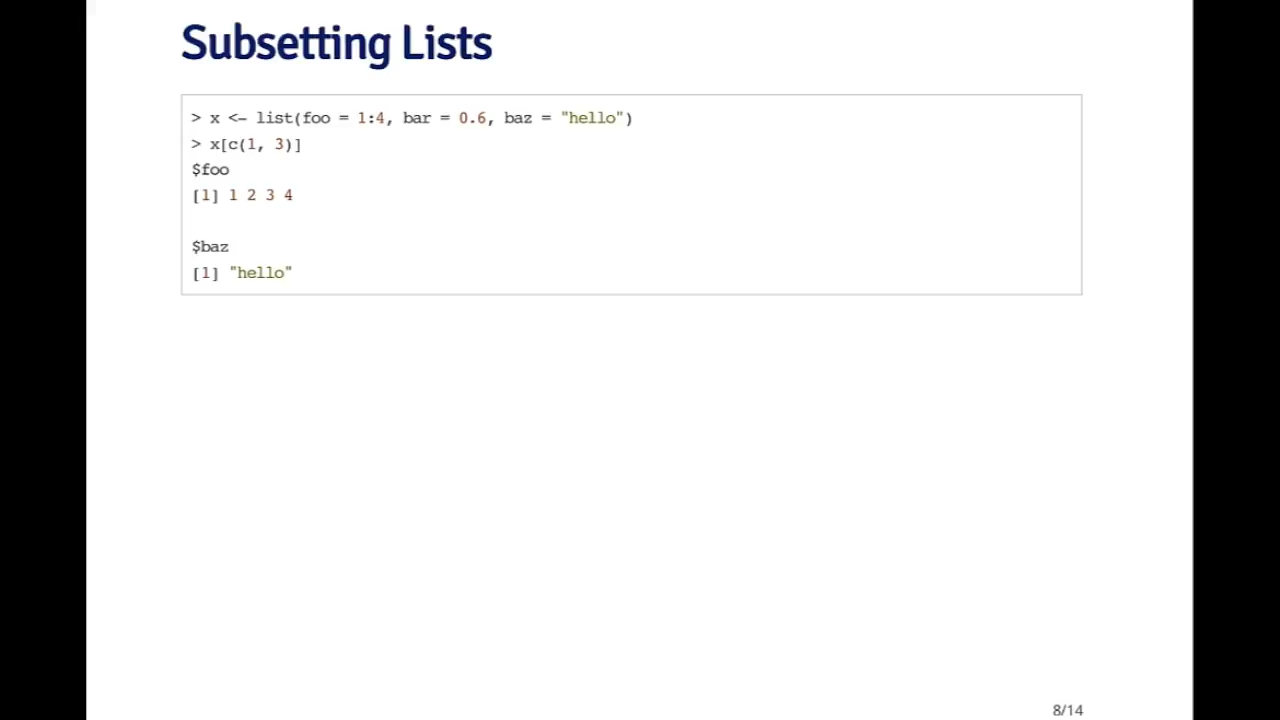 Subsetting Lists
> x <- list(foo = 1:4, bar = 0.6, baz = "hello")
> x[c(1, 3)]
$foo
[1] 1 2 3 4
$baz
[1] "hello"
8/14